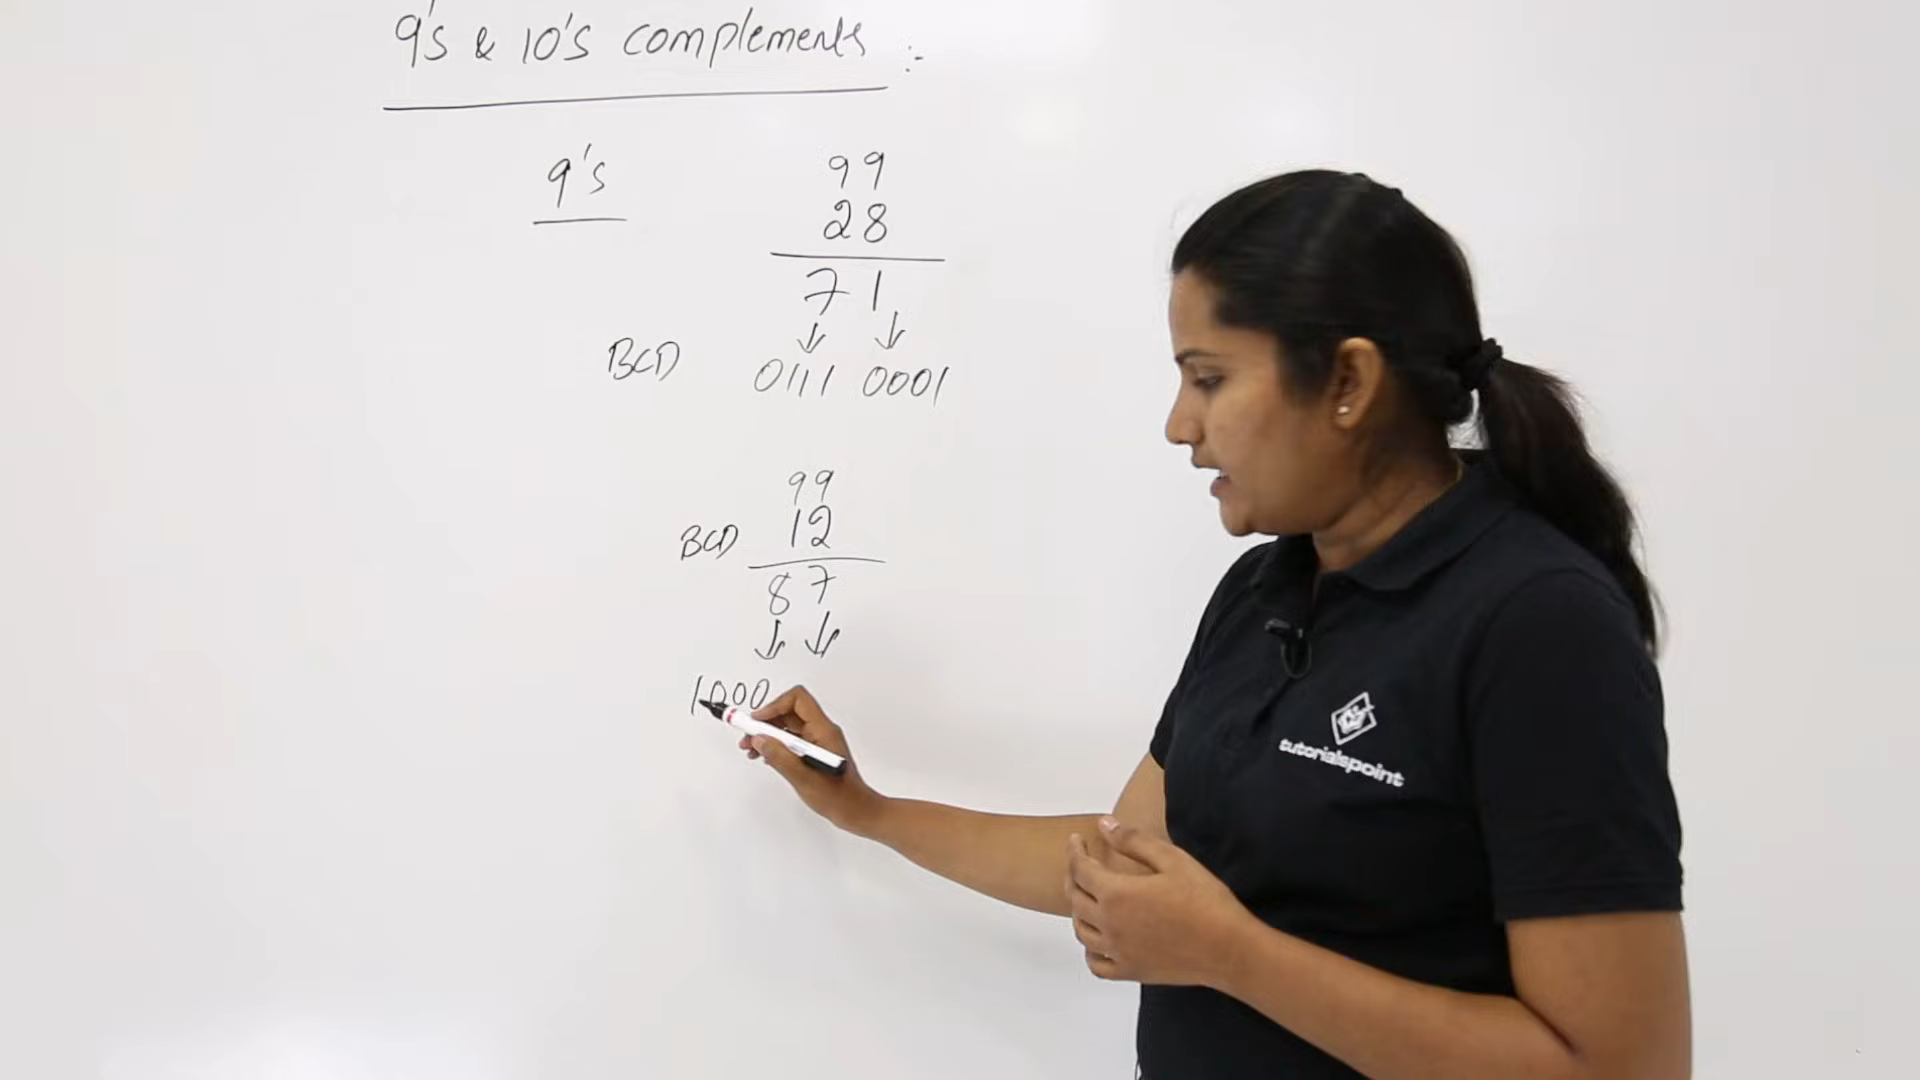 9's & 10's complements :-
9's
99
28
71
BCD 0111 0001
99
BCD 12
87
1000
tutorialspoint